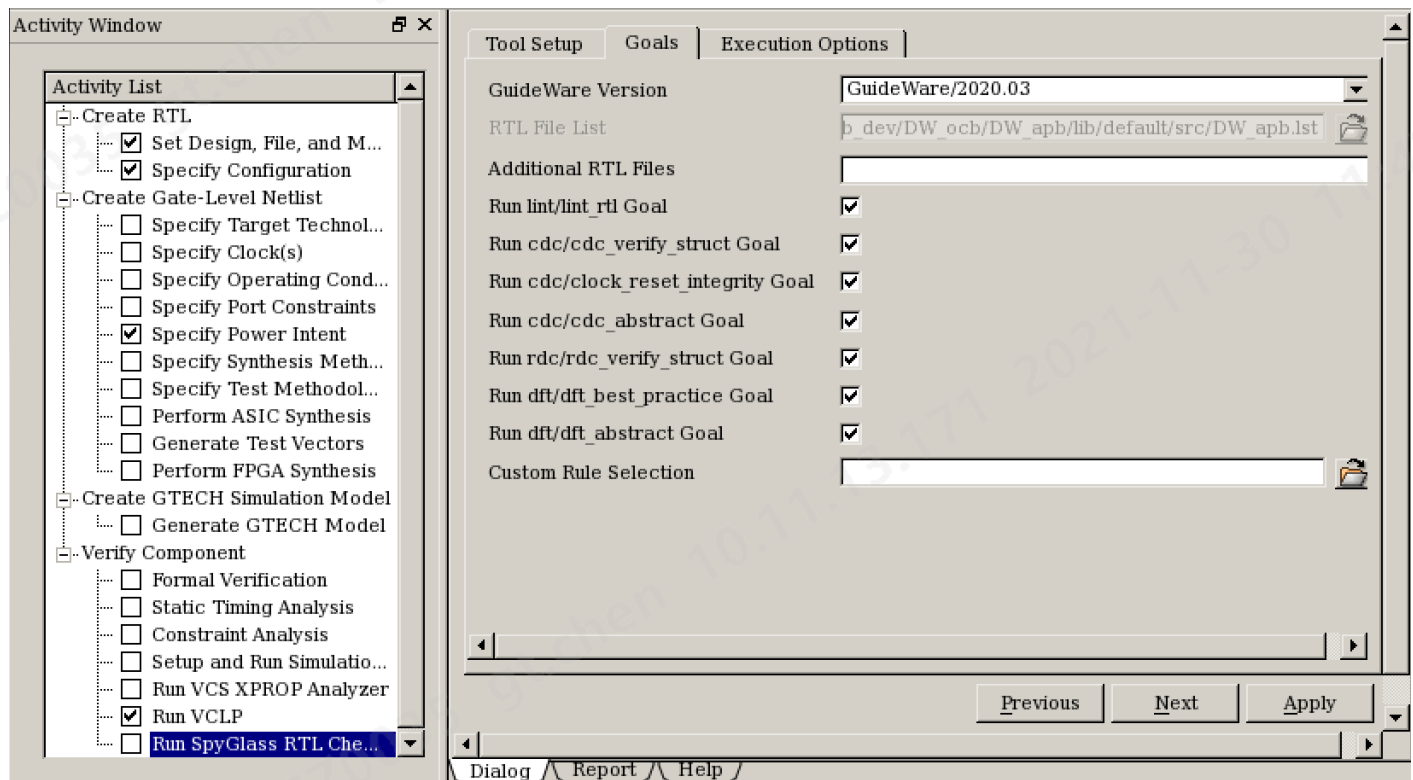 Activity Window
Activity List
Create RTL
Set Design, File, and M...
Specify Configuration
Create Gate-Level Netlist
Specify Target Technol...
Specify Clock(s)
Specify Operating Cond...
Specify Port Constraints
Specify Power Intent
Specify Synthesis Meth...
Specify Test Methodol...
Perform ASIC Synthesis
Generate Test Vectors
Perform FPGA Synthesis
Create GTECH Simulation Model
Generate GTECH Model
Verify Component
Formal Verification
Static Timing Analysis
Constraint Analysis
Setup and Run Simulatio...
Run VCS XPROP Analyzer
Run VCLP
Run SpyGlass RTL Che...
Tool Setup Goals Execution Options
GuideWare Version GuideWare/2020.03
RTL File List b_dev/DW_ocb/DW_apb/lib/default/src/DW_apb.lst
Additional RTL Files
Run lint/lint_rtl Goal
Run cdc/cdc_verify_struct Goal
Run cdc/clock_reset_integrity Goal
Run cdc/cdc_abstract Goal
Run rdc/rdc_verify_struct Goal
Run dft/dft_best_practice Goal
Run dft/dft_abstract Goal
Custom Rule Selection
Previous Next Apply
Dialog Report Help
10.11.13.171 2021-11-30